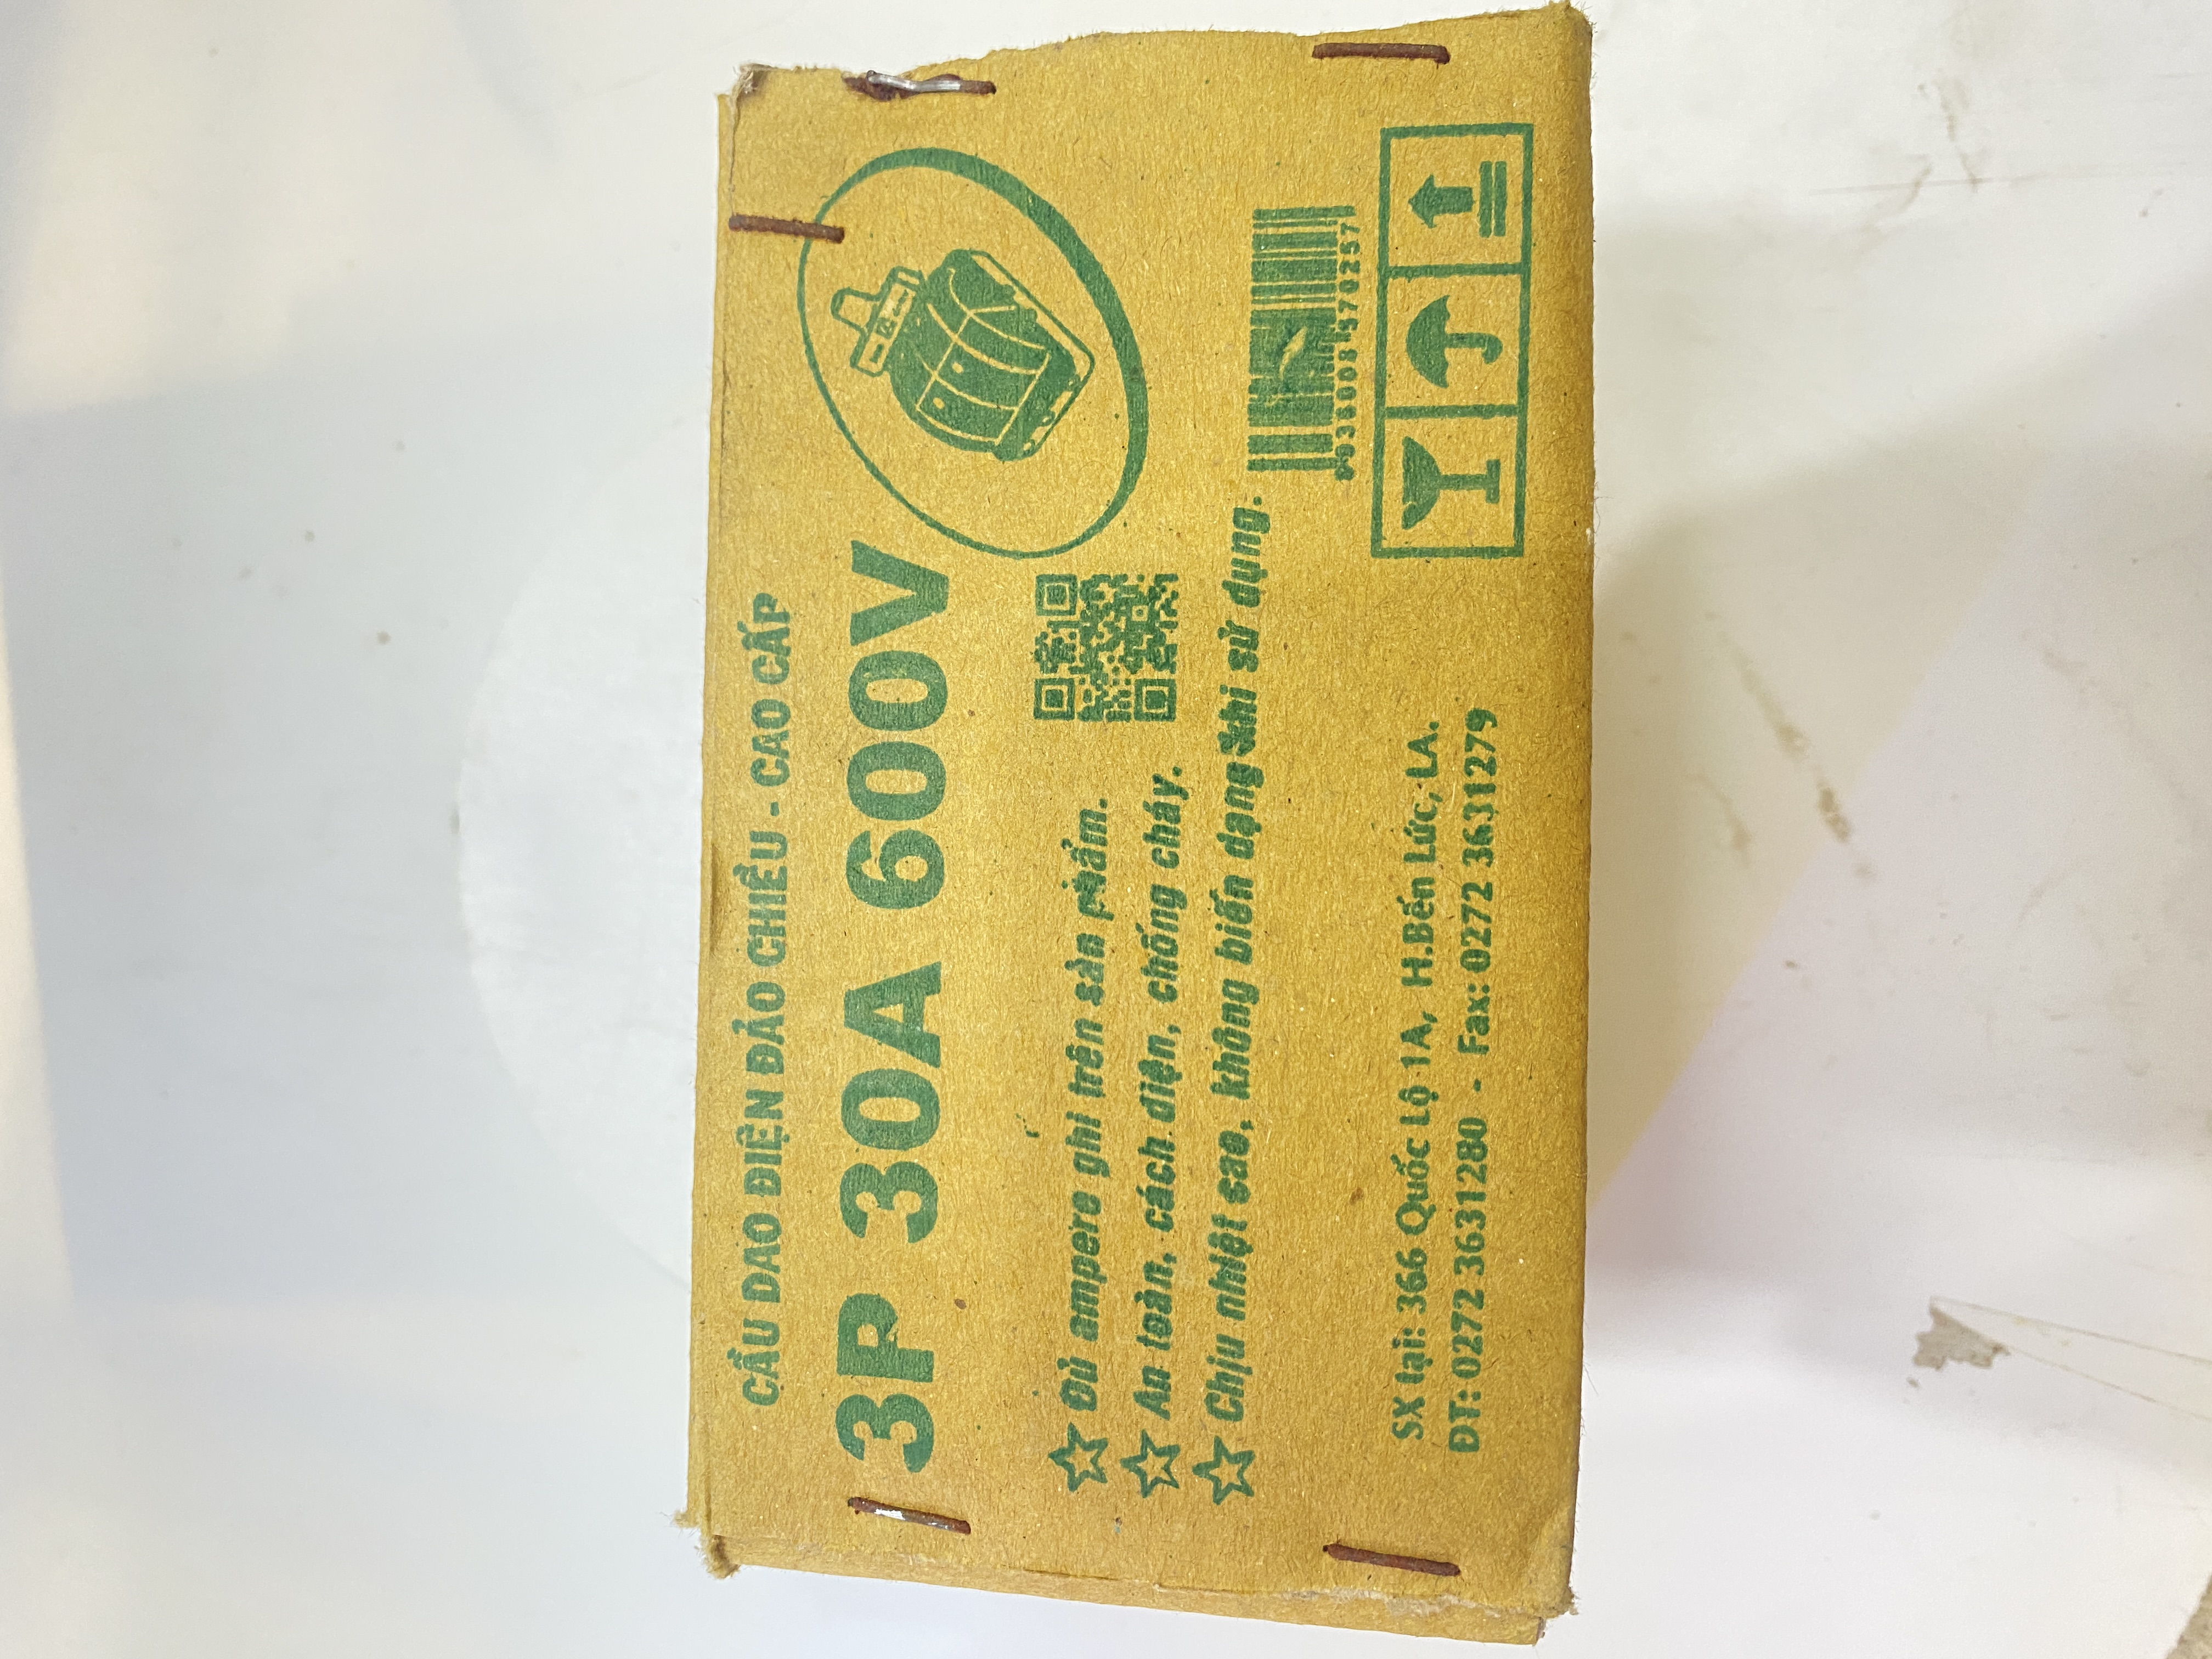 CẦU DAO ĐIỆN ĐẢO CHIỀU - CAO CẤP
3P 30A 600V
Đủ ampere ghi trên sản phẩm.
An toàn, cách điện, chống cháy.
Chịu nhiệt cao, không biến dạng khi sử dụng.
SX tại: 366 Quốc Lộ 1A, H.Bến Lức, LA.
ĐT: 0272 3631280 - Fax: 0272 3631279